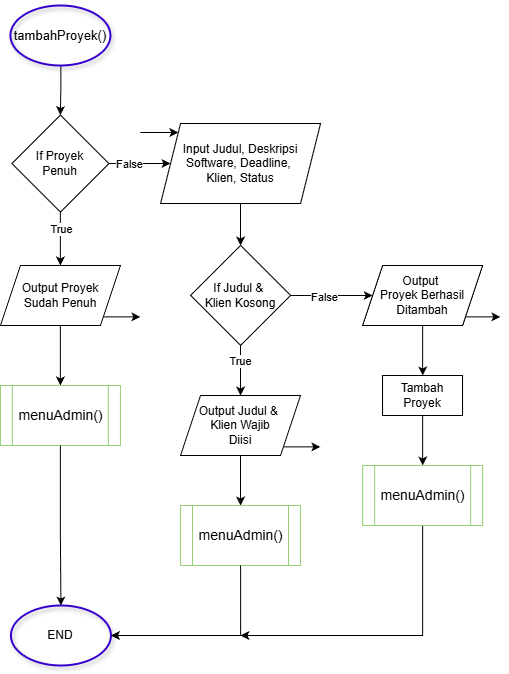 tambahProyek()
If Proyek
Penuh
False
Input Judul, Deskripsi
Software, Deadline,
Klien, Status
True
Output Proyek
Sudah Penuh
If Judul &
Klien Kosong
False
Output
Proyek Berhasil
Ditambah
True
Tambah
Proyek
menuAdmin()
Output Judul &
Klien Wajib
Diisi
menuAdmin()
menuAdmin()
END